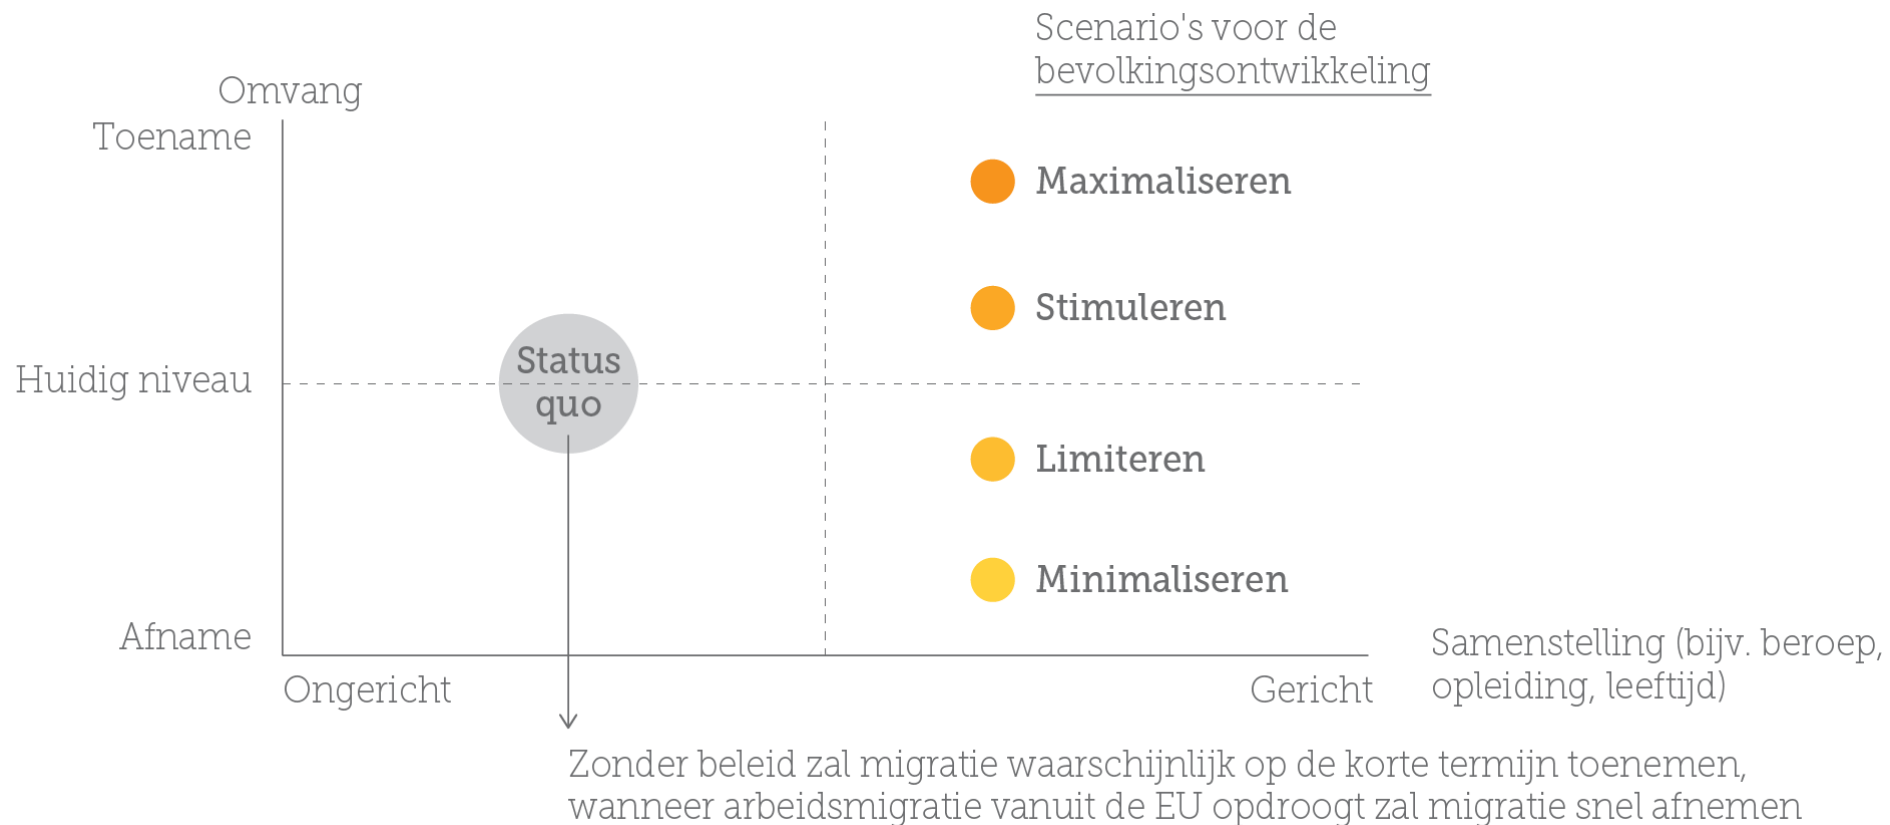 Scenario's voor de
bevolkingsontwikkeling
Omvang
Toename
Maximaliseren
Stimuleren
Status
quo
Huidig niveau
Limiteren
Minimaliseren
Afname
Samenstelling (bijv. beroep,
opleiding, leeftijd)
Ongericht
Gericht
Zonder beleid zal migratie waarschijnlijk op de korte termijn toenemen,
wanneer arbeidsmigratie vanuit de EU opdroogt zal migratie snel afnemen